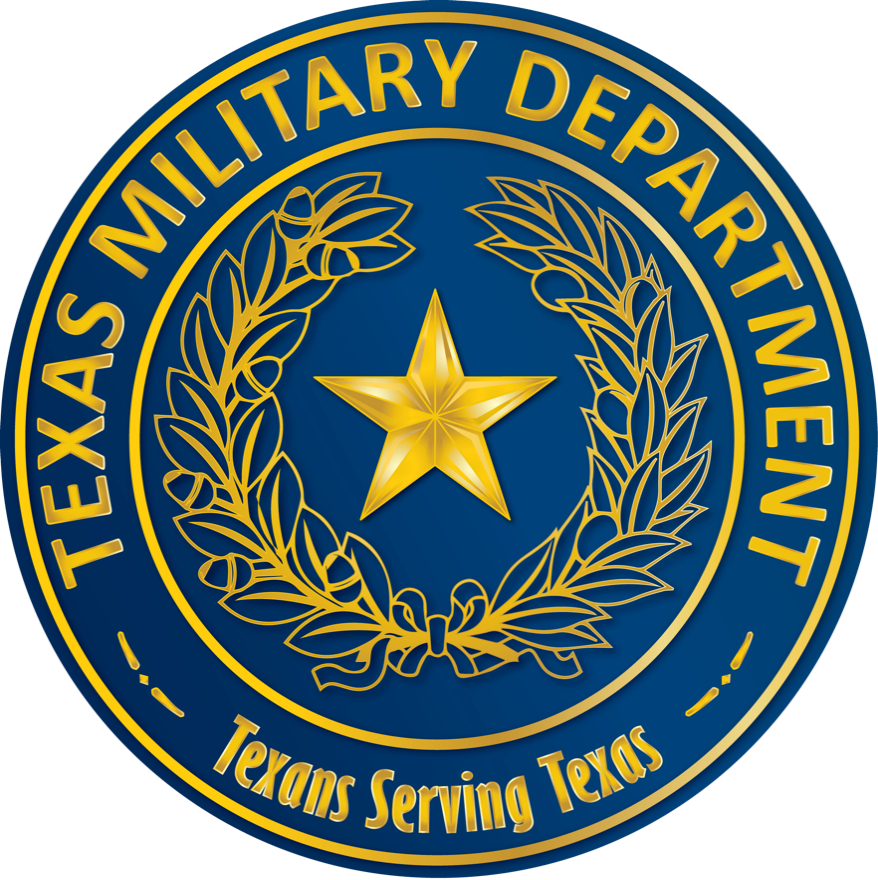 TEXAS MILITARY DEPARTMENT
Texans Serving Texas